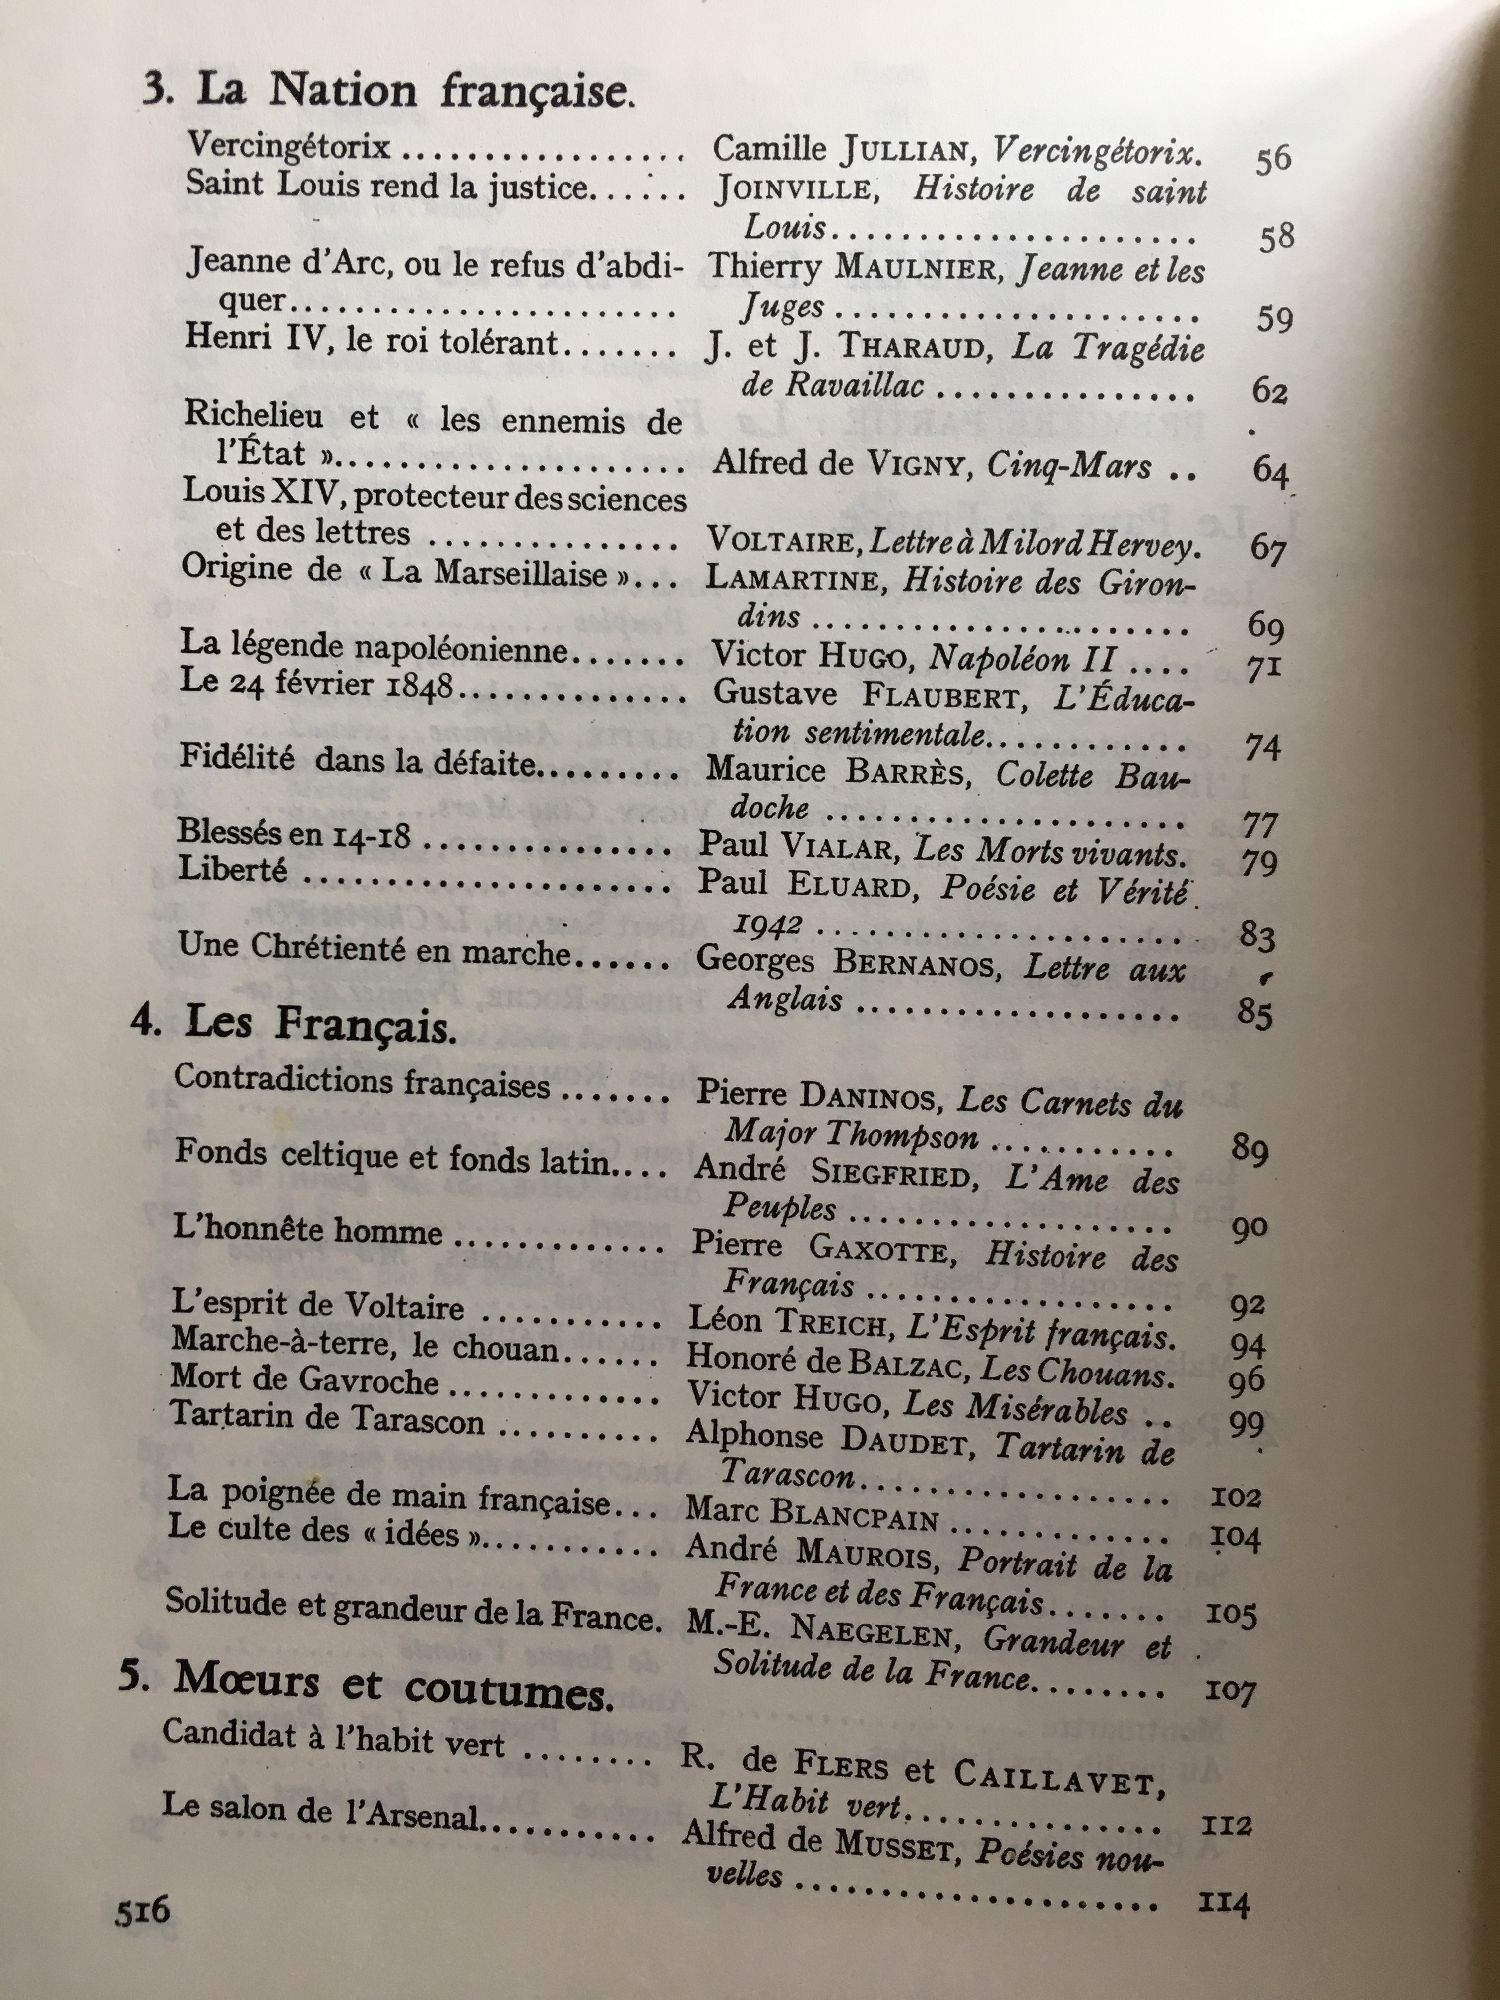 3. La Nation française.
Vercingétorix ................. Camille JULLIAN, Vercingétorix. 56
Saint Louis rend la justice...... JOINVILLE, Histoire de saint
Louis...................... 58
Jeanne d'Arc, ou le refus d'abdi- Thierry MAULNIER, Jeanne et les
quer........................ Juges ...................... 59
Henri IV, le roi tolérant....... J. et J. THARAUD, La Tragédie
de Ravaillac ................ 62
Richelieu et « les ennemis de
l'État »...................... Alfred de VIGNY, Cinq-Mars .. 64
Louis XIV, protecteur des sciences
et des lettres ............... VOLTAIRE, Lettre à Milord Hervey. 67
Origine de « La Marseillaise »... LAMARTINE, Histoire des Giron-
dins ........................ 69
La légende napoléonienne....... Victor HUGO, Napoléon II .... 71
Le 24 février 1848.............. Gustave FLAUBERT, L'Éduca-
tion sentimentale............ 74
Fidélité dans la défaite......... Maurice BARRÈS, Colette Bau-
doche ...................... 77
Blessés en 14-18 ............... Paul VIALAR, Les Morts vivants. 79
Liberté ....................... Paul ELUARD, Poésie et Vérité
1942 ....................... 83
Une Chrétienté en marche...... Georges BERNANOS, Lettre aux
Anglais .................... 85
4. Les Français.
Contradictions françaises ....... Pierre DANINOS, Les Carnets du
Major Thompson ............ 89
Fonds celtique et fonds latin.... André SIEGFRIED, L'Ame des
Peuples .................... 90
L'honnête homme ............. Pierre GAXOTTE, Histoire des
Français ................... 92
L'esprit de Voltaire ........... Léon TREICH, L'Esprit français. 94
Marche-à-terre, le chouan...... Honoré de BALZAC, Les Chouans. 96
Mort de Gavroche ............. Victor HUGO, Les Misérables .. 99
Tartarin de Tarascon .......... Alphonse DAUDET, Tartarin de
Tarascon................... 102
La poignée de main française... Marc BLANCPAIN ............. 104
Le culte des « idées »........... André MAUROIS, Portrait de la
France et des Français....... 105
Solitude et grandeur de la France. M.-E. NAEGELEN, Grandeur et
Solitude de la France........ 107
5. Mœurs et coutumes.
Candidat à l'habit vert ........ R. de FLERS et CAILLAVET,
L'Habit vert............... 112
Le salon de l'Arsenal........... Alfred de MUSSET, Poésies nou-
velles ...................... 114
516